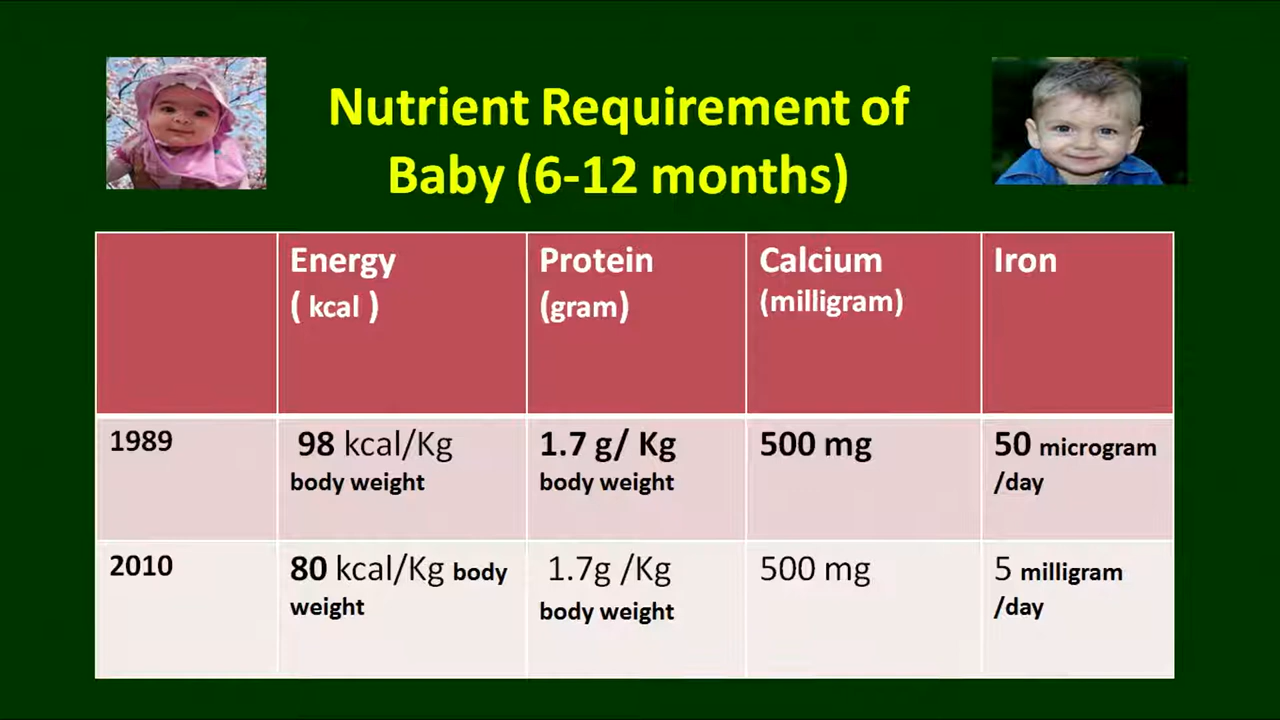 Nutrient Requirement of
Baby (6-12 months)
Energy
( kcal )
Protein
(gram)
Calcium
(milligram)
Iron
1989
98 kcal/Kg
body weight
1.7 g/ Kg
body weight
500 mg
50 microgram
/day
2010
80 kcal/Kg body
weight
1.7g /Kg
body weight
500 mg
5 milligram
/day